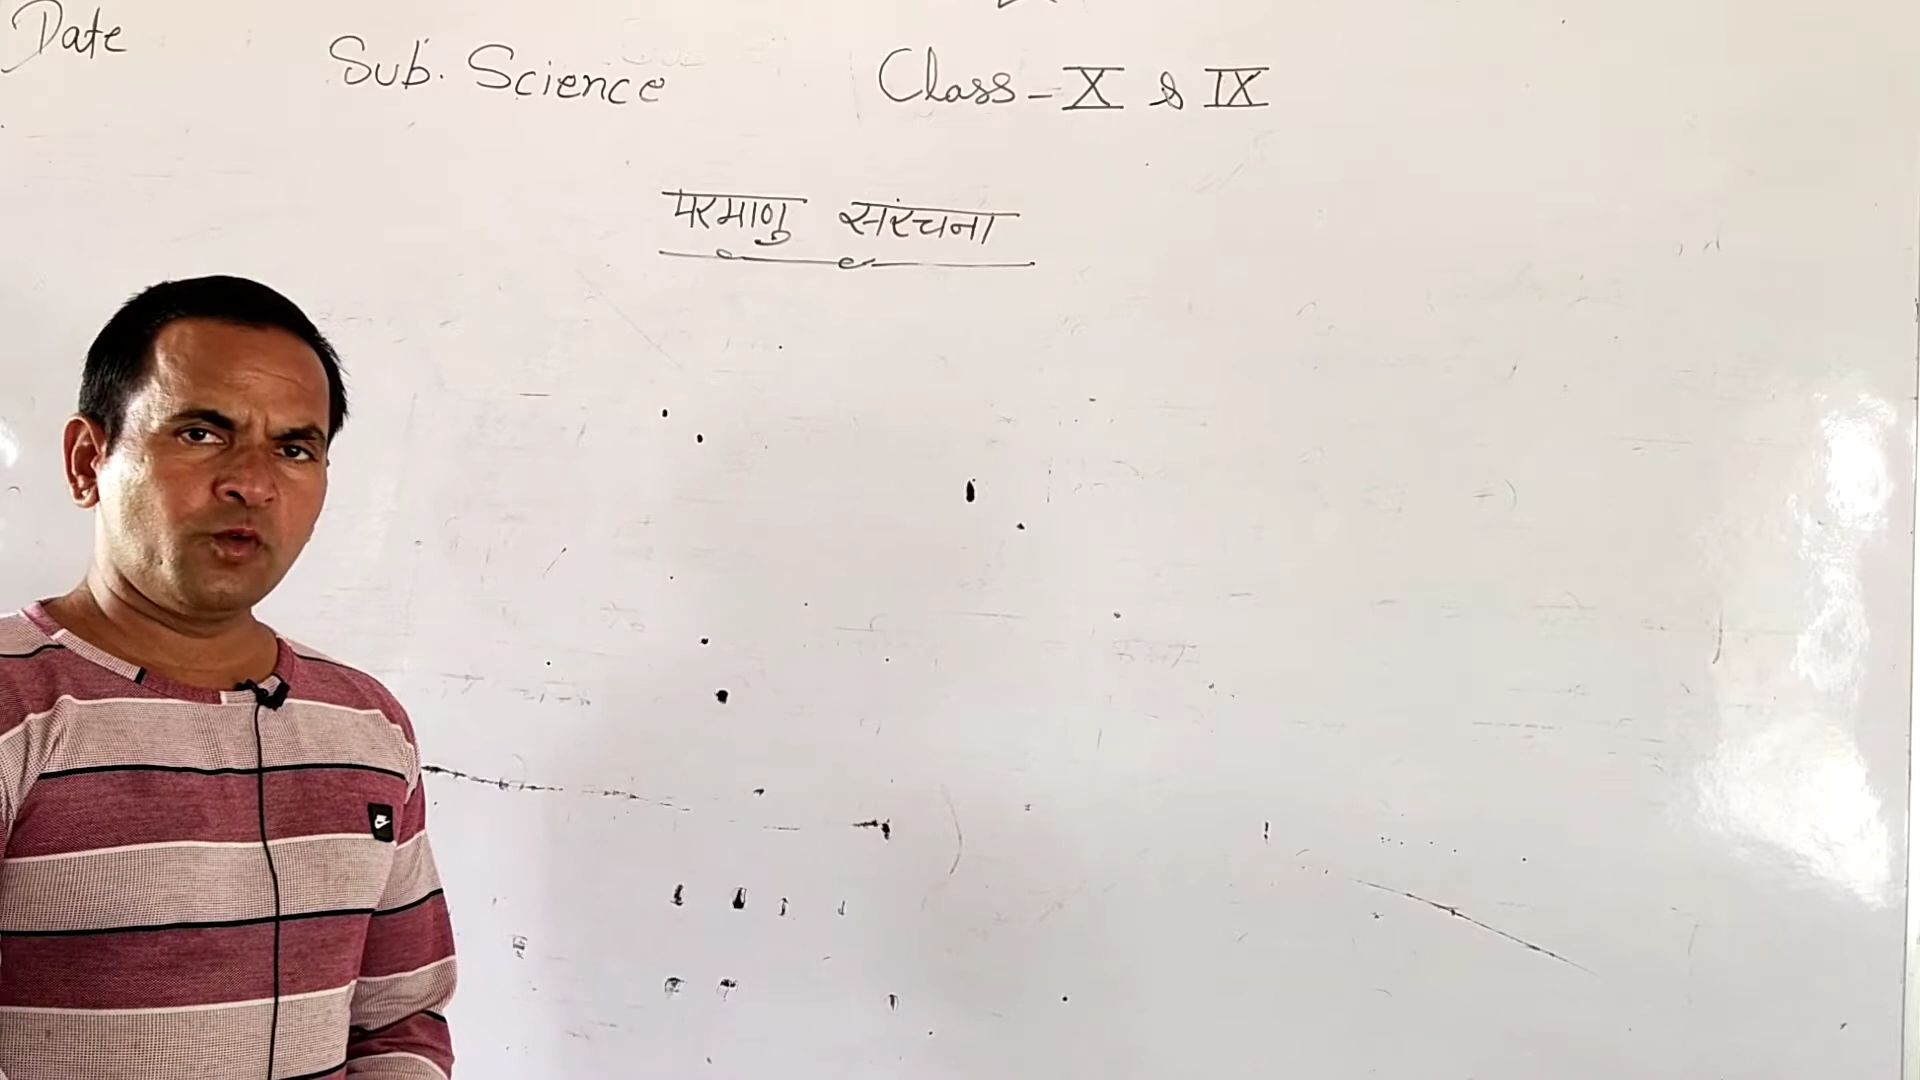 Date
Sub. Science Class - X & IX
परमाणु संरचना